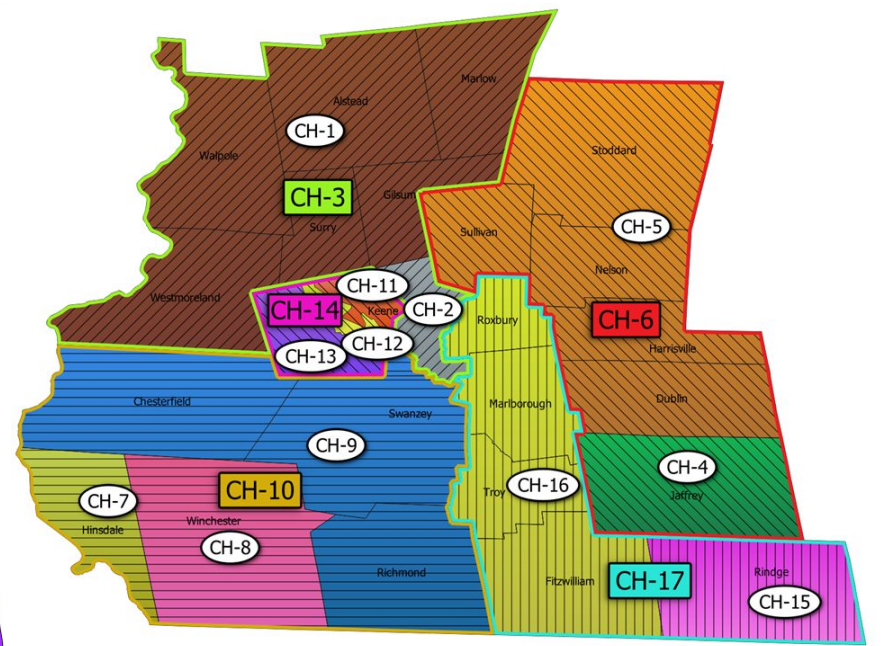 Marlow
Alstead
CH-1
Stoddard
Walpole
CH-3
Gilsum
Surry
CH-5
Sullivan
Nelson
Westmoreland
CH-11
CH-14
Keene
CH-2
Roxbury
CH-6
CH-12
Harrisville
CH-13
Dublin
Chesterfield
Marlborough
Swanzey
CH-9
CH-4
Jaffrey
CH-10
Troy
CH-16
CH-7
Hinsdale
Winchester
CH-8
Richmond
Fitzwilliam
CH-17
Rindge
CH-15